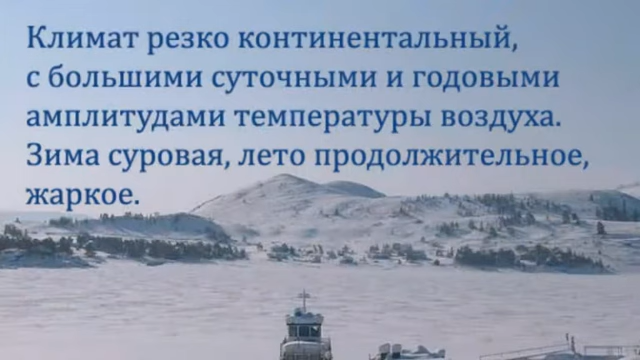 Климат резко континентальный,
с большими суточными и годовыми
амплитудами температуры воздуха.
Зима суровая, лето продолжительное,
жаркое.